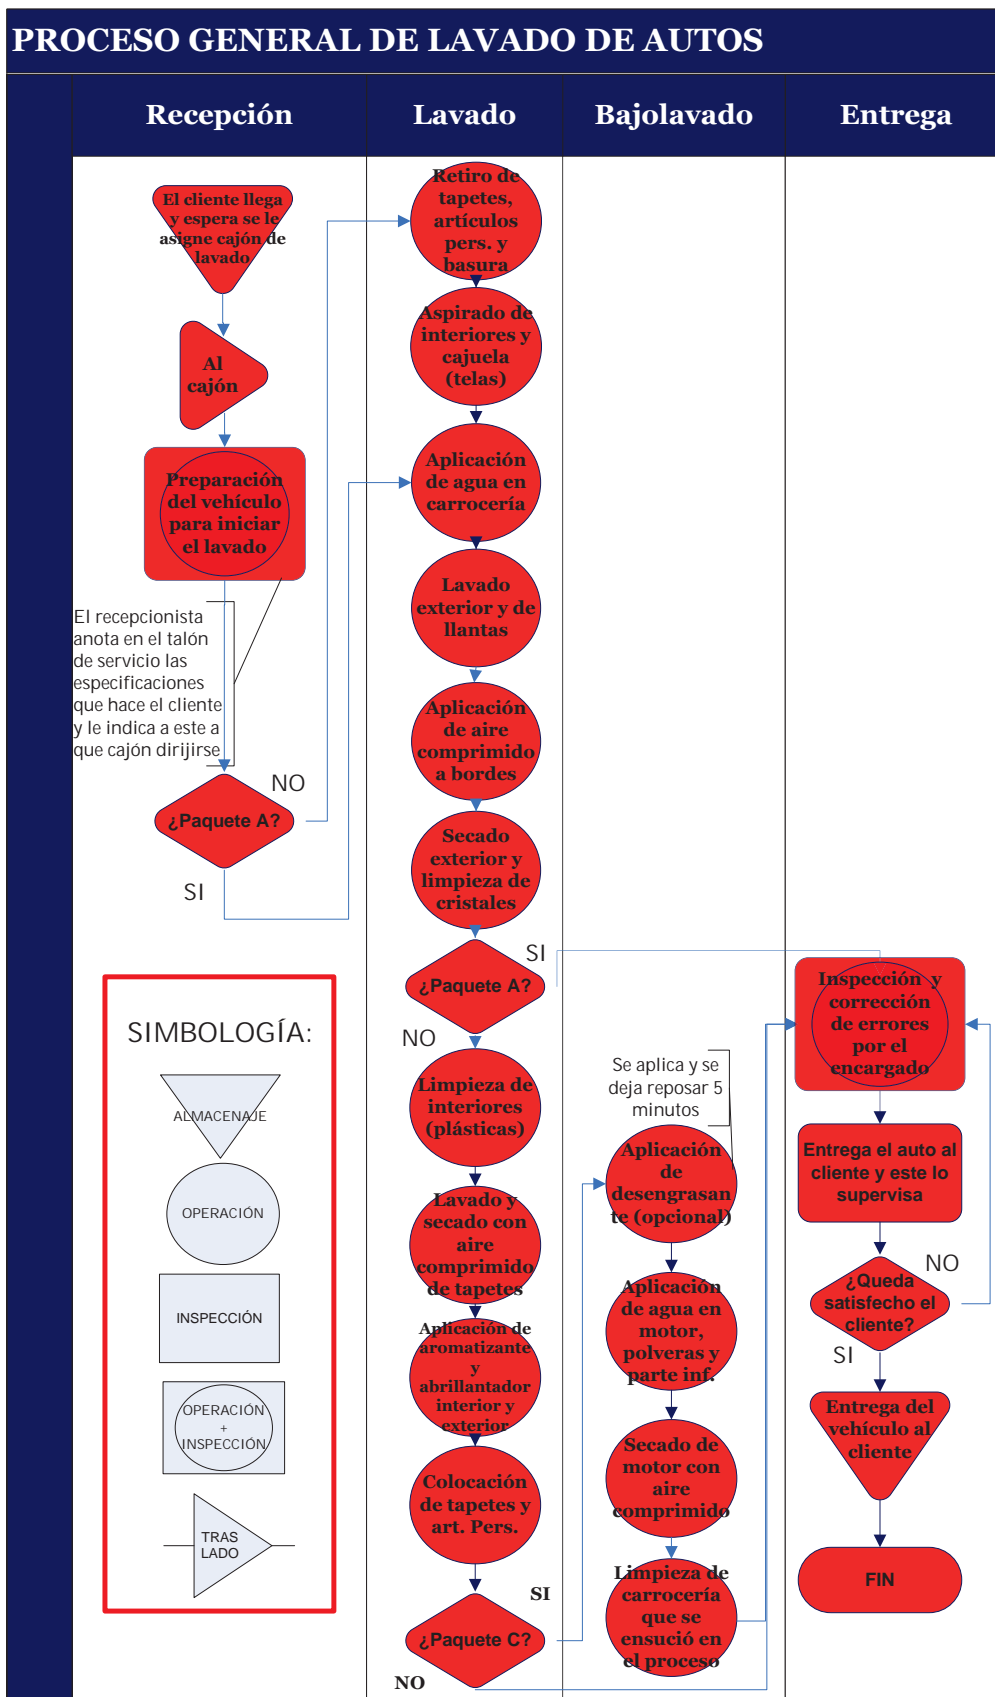 PROCESO GENERAL DE LAVADO DE AUTOS
Recepción
Lavado
Bajolavado
Entrega
El cliente llega
y espera se le
asigne cajón de
lavado
Al
cajón
Preparación
del vehículo
para iniciar
el lavado
El recepcionista
anota en el talón
de servicio las
especificaciones
que hace el cliente
y le indica a este a
que cajón dirijirse
NO
¿Paquete A?
SI
SIMBOLOGÍA:
ALMACENAJE
OPERACIÓN
INSPECCIÓN
OPERACIÓN
+
INSPECCIÓN
TRAS
LADO
Retiro de
tapetes,
artículos
pers. y
basura
Aspirado de
interiores y
cajuela
(telas)
Aplicación
de agua en
carrocería
Lavado
exterior y de
llantas
Aplicación
de aire
comprimido
a bordes
Secado
exterior y
limpieza de
cristales
SI
¿Paquete A?
NO
Limpieza de
interiores
(plásticas)
Lavado y
secado con
aire
comprimido
de tapetes
Aplicación de
aromatizante
y
abrillantador
interior y
exterior
Colocación
de tapetes y
art. Pers.
SI
¿Paquete C?
NO
Se aplica y se
deja reposar 5
minutos
Aplicación
de
desengrasan
te (opcional)
Aplicación
de agua en
motor,
polveras y
parte inf.
Secado de
motor con
aire
comprimido
Limpieza de
carrocería
que se
ensució en
el proceso
Inspección y
corrección
de errores
por el
encargado
Entrega el auto al
cliente y este lo
supervisa
NO
¿Queda
satisfecho el
cliente?
SI
Entrega del
vehículo al
cliente
FIN